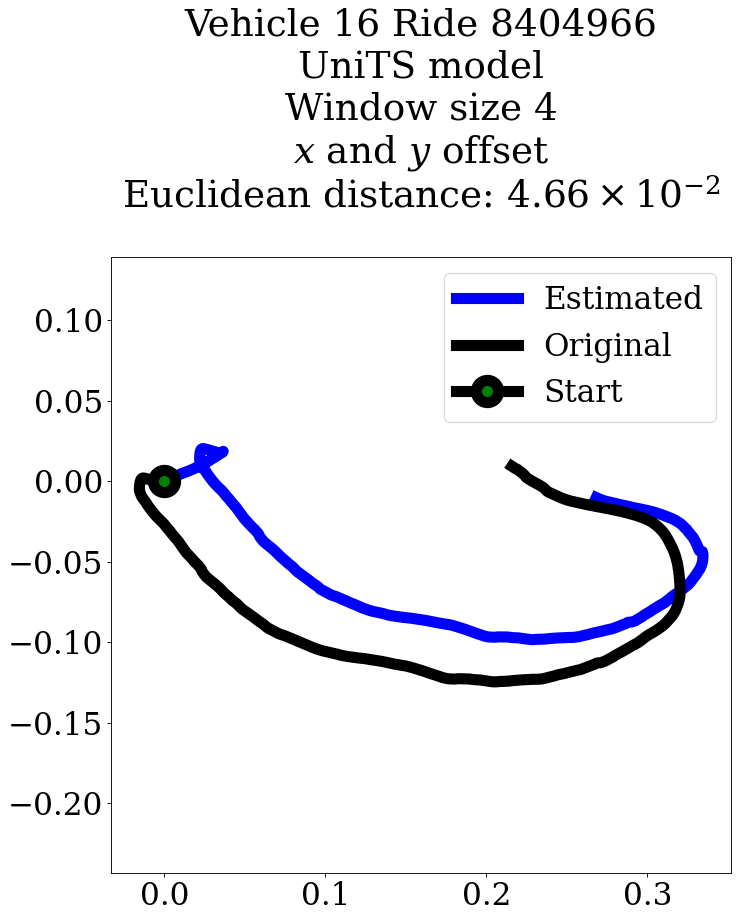 Vehicle 16 Ride 8404966
UniTS model
Window size 4
x and y offset
Euclidean distance: 4.66 × 10⁻²
Estimated
Original
Start
0.10
0.05
0.00
−0.05
−0.10
−0.15
−0.20
0.0 0.1 0.2 0.3